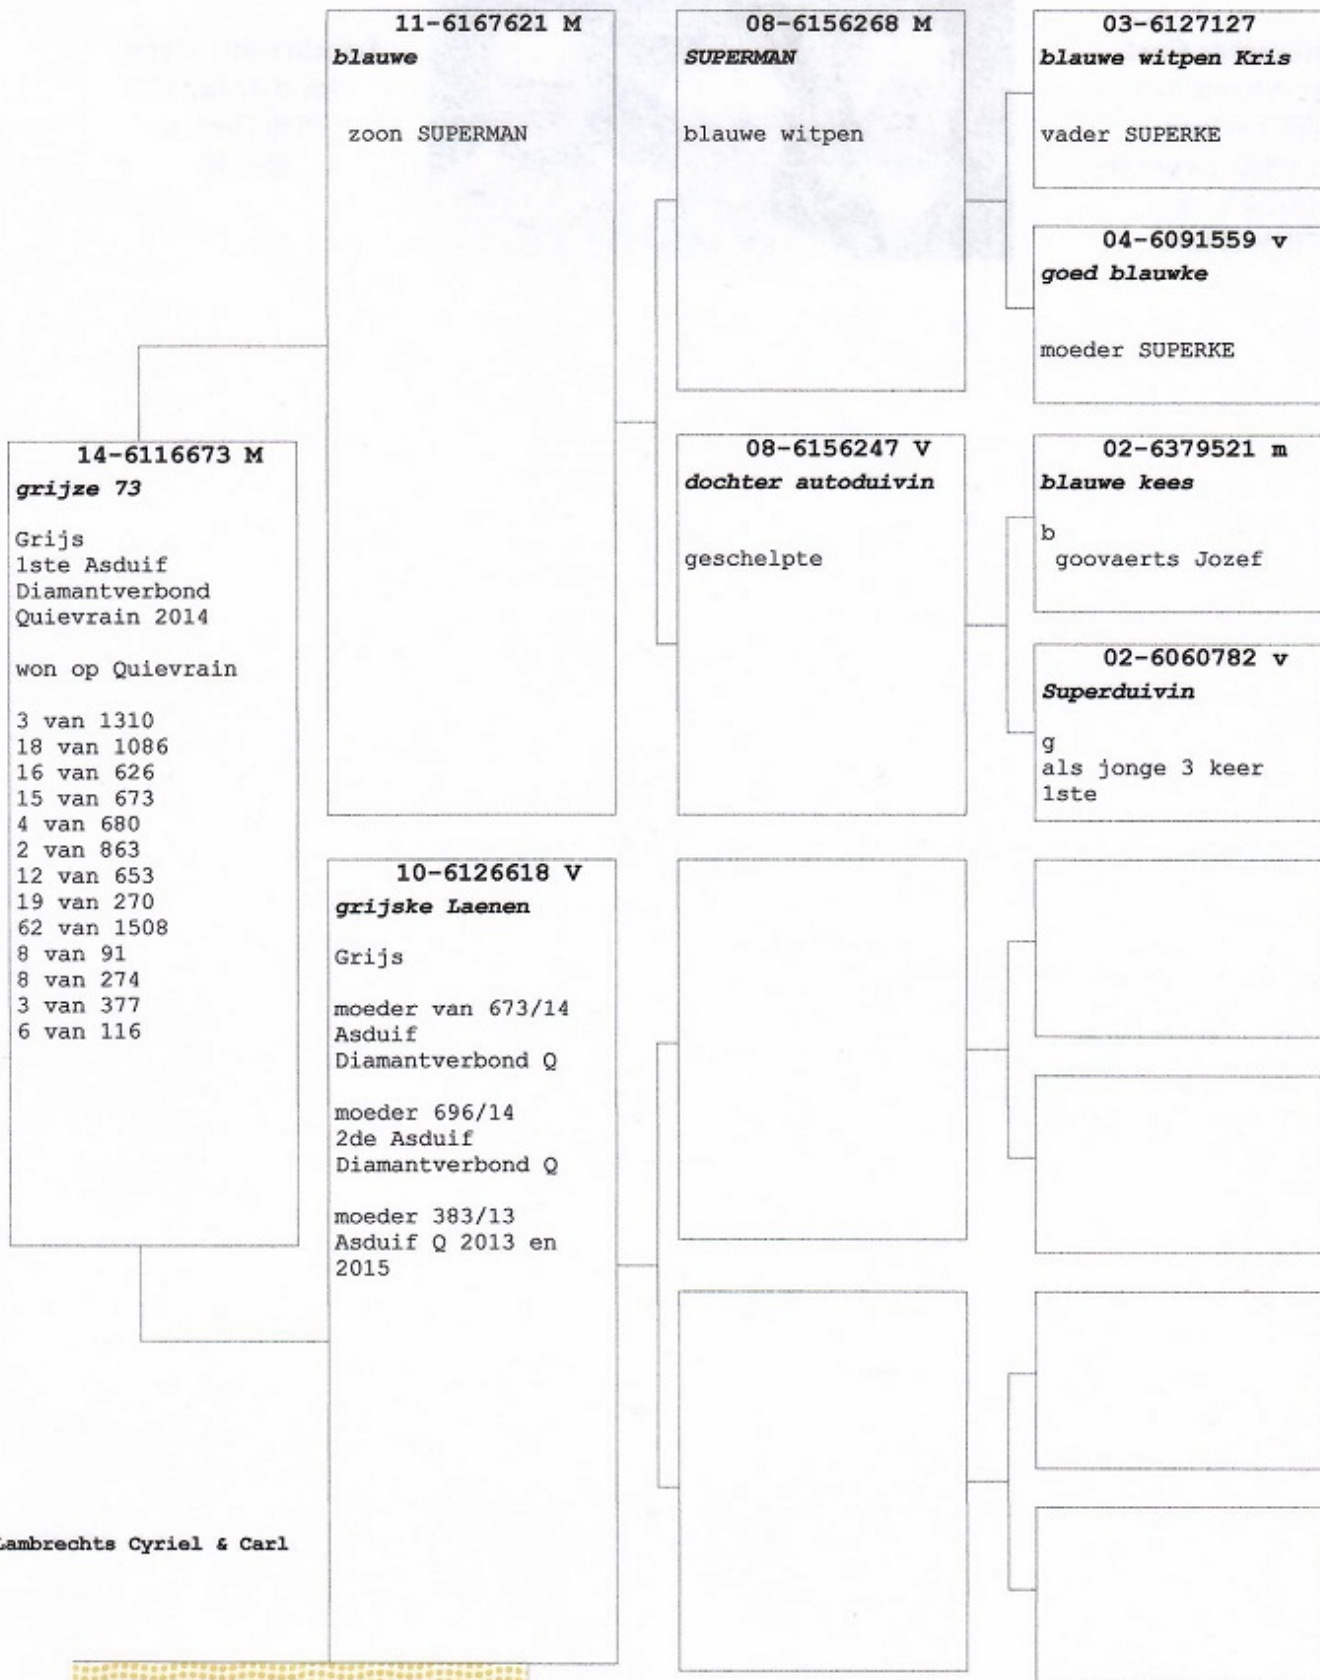 11-6167621 M
blauwe
zoon SUPERMAN
08-6156268 M
SUPERMAN
blauwe witpen
03-6127127
blauwe witpen Kris
vader SUPERKE
04-6091559 v
goed blauwke
moeder SUPERKE
14-6116673 M
grijze 73
Grijs
1ste Asduif
Diamantverbond
Quievrain 2014
won op Quievrain
3 van 1310
18 van 1086
16 van 626
15 van 673
4 van 680
2 van 863
12 van 653
19 van 270
62 van 1508
8 van 91
8 van 274
3 van 377
6 van 116
08-6156247 V
dochter autoduivin
geschelpte
02-6379521 m
blauwe kees
b
goovaerts Jozef
02-6060782 v
Superduivin
g
als jonge 3 keer
1ste
10-6126618 V
grijske Laenen
Grijs
moeder van 673/14
Asduif
Diamantverbond Q
moeder 696/14
2de Asduif
Diamantverbond Q
moeder 383/13
Asduif Q 2013 en
2015
Lambrechts Cyriel & Carl